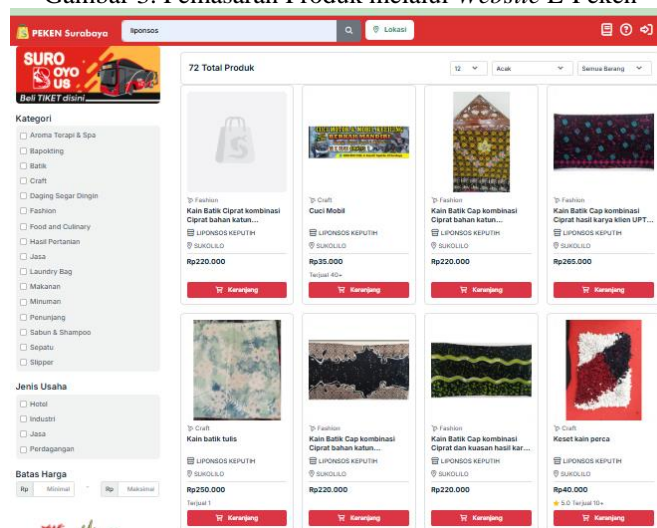 Gambar 3. Pemasaran Produk melalui Website E-Peken
PEKEN Surabaya
liponsos
Lokasi
SURO
OYO
US
Beli TIKET disini
72 Total Produk
12
Acak
Semua Barang
Kategori
Aroma Terapi & Spa
Bapokting
Batik
Craft
Daging Segar Dingin
Fashion
Food and Culinary
Hasil Pertanian
Jasa
Laundry Bag
Makanan
Minuman
Penunjang
Sabun & Shampoo
Sepatu
Slipper
Jenis Usaha
Hotel
Industri
Jasa
Perdagangan
Batas Harga
Rp Minimal - Rp Maksimal
Fashion
Kain Batik Ciprat kombinasi
Ciprat bahan katun...
LIPONSOS KEPUTIH
SUKOLILO
Rp220.000
Keranjang
CUCI MOTOR & MOBIL
Craft
Cuci Mobil
LIPONSOS KEPUTIH
SUKOLILO
Rp35.000
Terjual 40+
Keranjang
Fashion
Kain Batik Cap kombinasi
Ciprat bahan katun...
LIPONSOS KEPUTIH
SUKOLILO
Rp220.000
Keranjang
Fashion
Kain Batik Cap kombinasi
Ciprat hasil karya klien UPT...
LIPONSOS KEPUTIH
SUKOLILO
Rp265.000
Keranjang
Craft
Kain batik tulis
LIPONSOS KEPUTIH
SUKOLILO
Rp250.000
Terjual 1
Keranjang
Fashion
Kain Batik Cap kombinasi
Ciprat bahan katun...
LIPONSOS KEPUTIH
SUKOLILO
Rp220.000
Keranjang
Fashion
Kain Batik Cap kombinasi
Ciprat dan kuasan hasil kar...
LIPONSOS KEPUTIH
SUKOLILO
Rp220.000
Keranjang
Craft
Keset kain perca
LIPONSOS KEPUTIH
SUKOLILO
Rp40.000
5.0 Terjual 10+
Keranjang